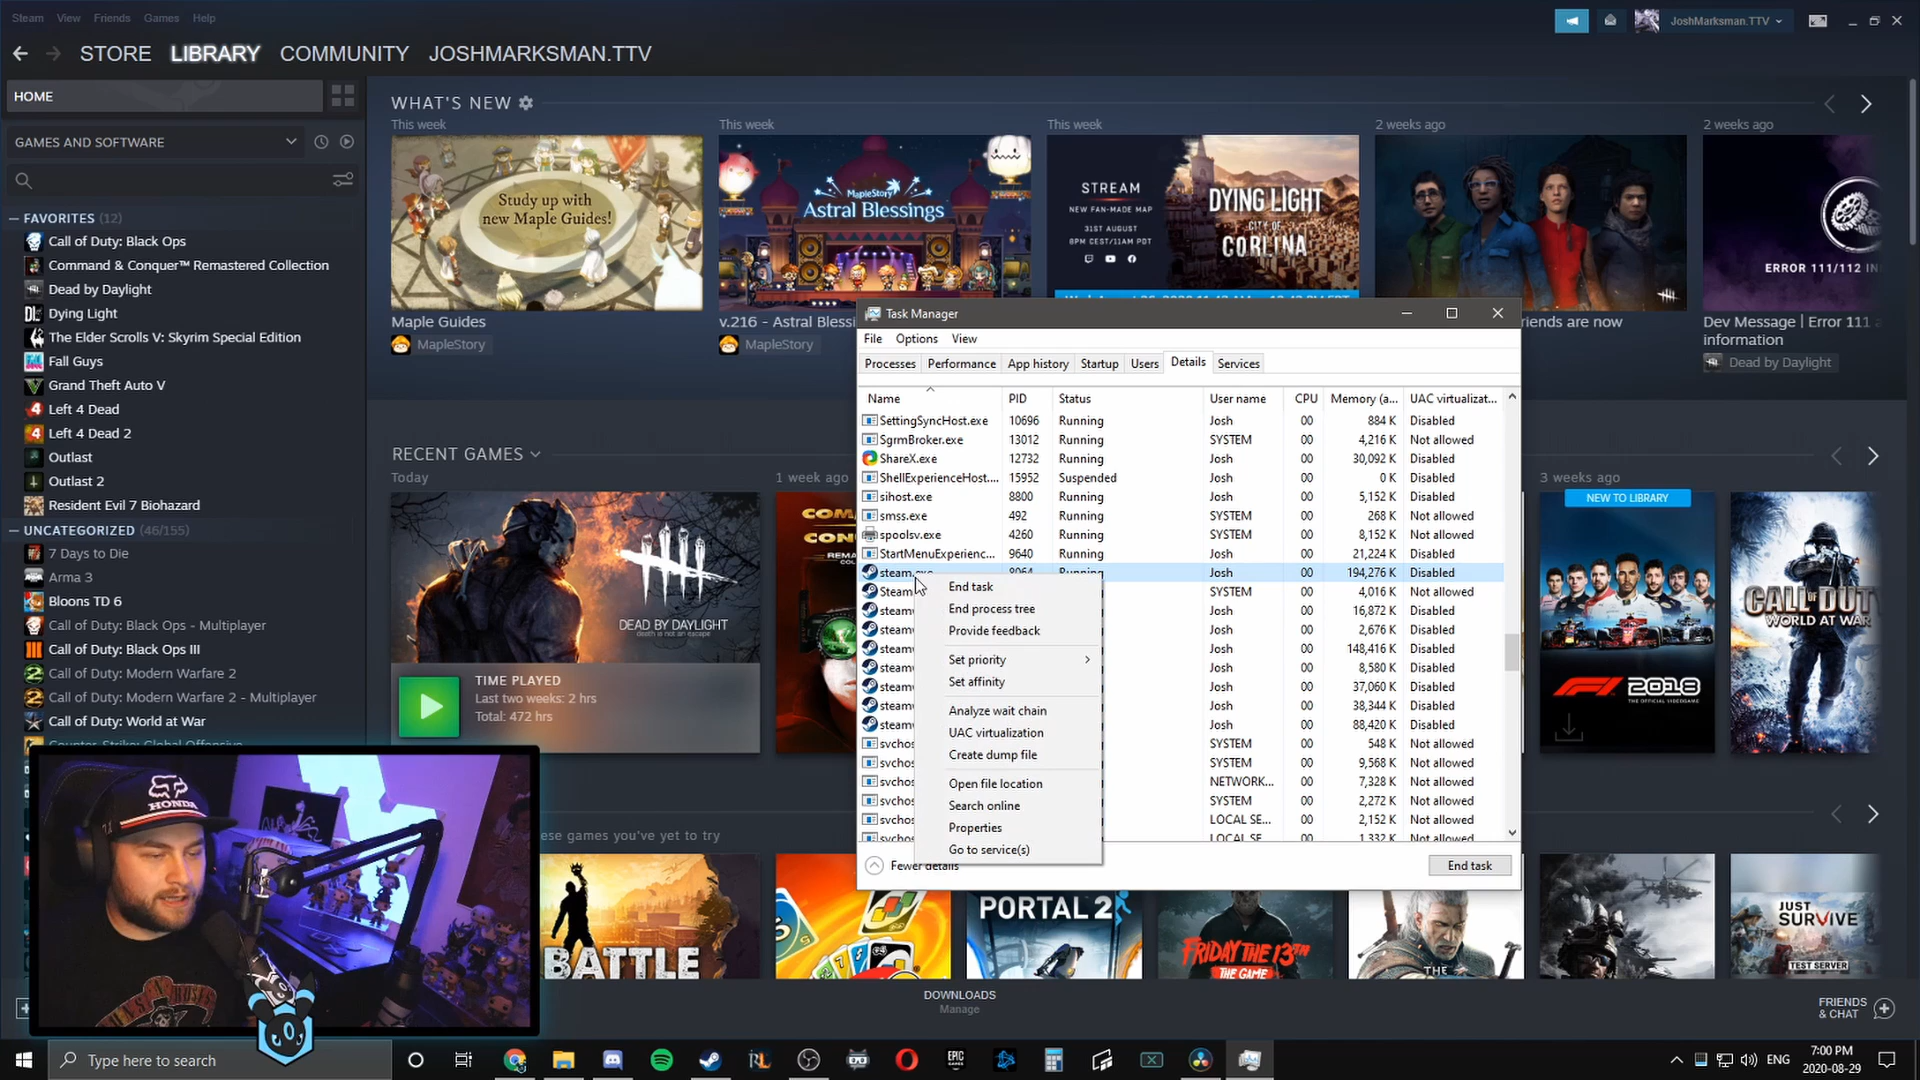 Steam View Friends Games Help
JoshMarksman.TTV
STORE LIBRARY COMMUNITY JOSHMARKSMAN.TTV
HOME
GAMES AND SOFTWARE
FAVORITES (12)
Call of Duty: Black Ops
Command & Conquer™ Remastered Collection
Dead by Daylight
Dying Light
The Elder Scrolls V: Skyrim Special Edition
Fall Guys
Grand Theft Auto V
Left 4 Dead
Left 4 Dead 2
Outlast
Outlast 2
Resident Evil 7 Biohazard
UNCATEGORIZED (46/155)
7 Days to Die
Arma 3
Bloons TD 6
Call of Duty: Black Ops - Multiplayer
Call of Duty: Black Ops III
Call of Duty: Modern Warfare 2
Call of Duty: Modern Warfare 2 - Multiplayer
Call of Duty: World at War
Counter-Strike: Global Offensive
WHAT'S NEW
This week
Study up with
new Maple Guides!
Maple Guides
MapleStory
This week
MapleStory
Astral Blessings
v.216 - Astral Blessi
MapleStory
This week
STREAM
NEW FAN-MADE MAP
31ST AUGUST
8PM CEST/11AM PDT
DYING LIGHT
CITY OF
CORLINA
2 weeks ago
riends are now
2 weeks ago
ERROR 111/112 IN
Dev Message | Error 111
information
Dead by Daylight
RECENT GAMES
Today
DEAD BY DAYLIGHT
death is not an escape
TIME PLAYED
Last two weeks: 2 hrs
Total: 472 hrs
1 week ago
3 weeks ago
NEW TO LIBRARY
F1 2018
THE OFFICIAL VIDEOGAME
CALL OF DUTY
WORLD AT WAR
ese games you've yet to try
BATTLE
PORTAL 2
FRIDAY THE 13TH
THE GAME
THE
JUST
SURVIVE
TEST SERVER
Task Manager
File Options View
Processes Performance App history Startup Users Details Services
Name PID Status User name CPU Memory (a... UAC virtualizat...
SettingSyncHost.exe 10696 Running Josh 00 884 K Disabled
SgrmBroker.exe 13012 Running SYSTEM 00 4,216 K Not allowed
ShareX.exe 12732 Running Josh 00 30,092 K Disabled
ShellExperienceHost.... 15952 Suspended Josh 00 0 K Disabled
sihost.exe 8800 Running Josh 00 5,152 K Disabled
smss.exe 492 Running SYSTEM 00 268 K Not allowed
spoolsv.exe 4260 Running SYSTEM 00 8,152 K Not allowed
StartMenuExperienc... 9640 Running Josh 00 21,224 K Disabled
steam.exe 8064 Running Josh 00 194,276 K Disabled
Steam SYSTEM 00 4,016 K Not allowed
steamw Josh 00 16,872 K Disabled
steamw Josh 00 2,676 K Disabled
steamw Josh 00 148,416 K Disabled
steamw Josh 00 8,580 K Disabled
steamw Josh 00 37,060 K Disabled
steamw Josh 00 38,344 K Disabled
steamw Josh 00 88,420 K Disabled
svchos SYSTEM 00 548 K Not allowed
svchos SYSTEM 00 9,568 K Not allowed
svchos NETWORK... 00 7,328 K Not allowed
svchos SYSTEM 00 2,272 K Not allowed
svchos LOCAL SE... 00 2,152 K Not allowed
svchos LOCAL SE 00 1,332 K Not allowed
End task
End process tree
Provide feedback
Set priority
Set affinity
Analyze wait chain
UAC virtualization
Create dump file
Open file location
Search online
Properties
Go to service(s)
Fewer details
End task
HONDA
DOWNLOADS
Manage
FRIENDS
& CHAT
Type here to search
EPIC
GAMES
ENG
7:00 PM
2020-08-29